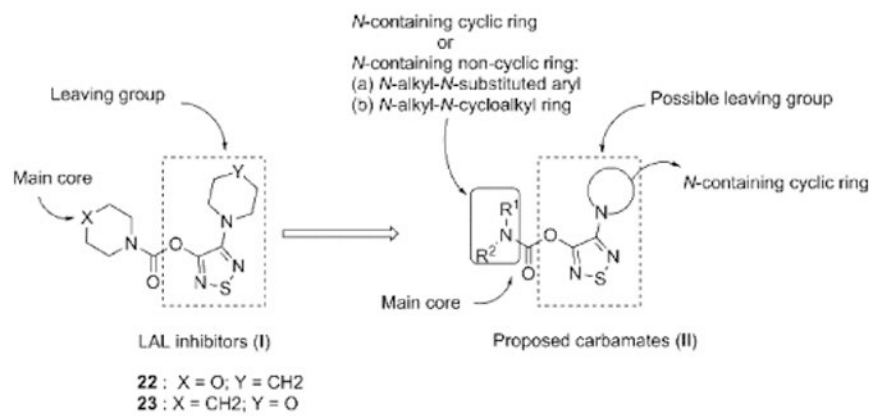 N-containing cyclic ring
or
N-containing non-cyclic ring:
(a) N-alkyl-N-substituted aryl
(b) N-alkyl-N-cycloalkyl ring
Leaving group
Possible leaving group
Main core
N-containing cyclic ring
X
N
O
O
Y
N
N
S
N
R1
N
R2
O
O
N
N
S
N
Main core
LAL inhibitors (I)
Proposed carbamates (II)
22 : X = O; Y = CH2
23 : X = CH2; Y = O